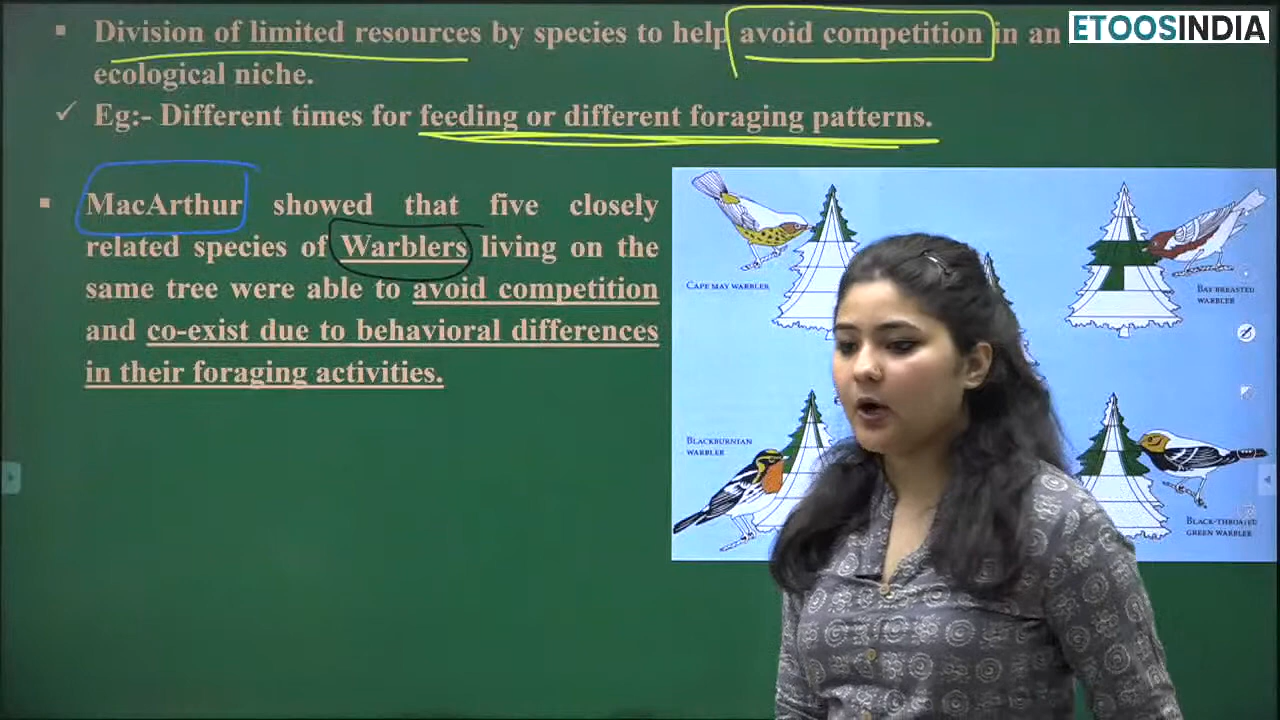 Division of limited resources by species to help avoid competition in an
ETOOSINDIA
ecological niche.
✓ Eg:- Different times for feeding or different foraging patterns.
MacArthur showed that five closely
related species of Warblers living on the
same tree were able to avoid competition
and co-exist due to behavioral differences
in their foraging activities.
CAPE MAY WARBLER
BAY BREASTED
WARBLER
BLACKBURNIAN
WARBLER
BLACK-THROATED
GREEN WARBLER